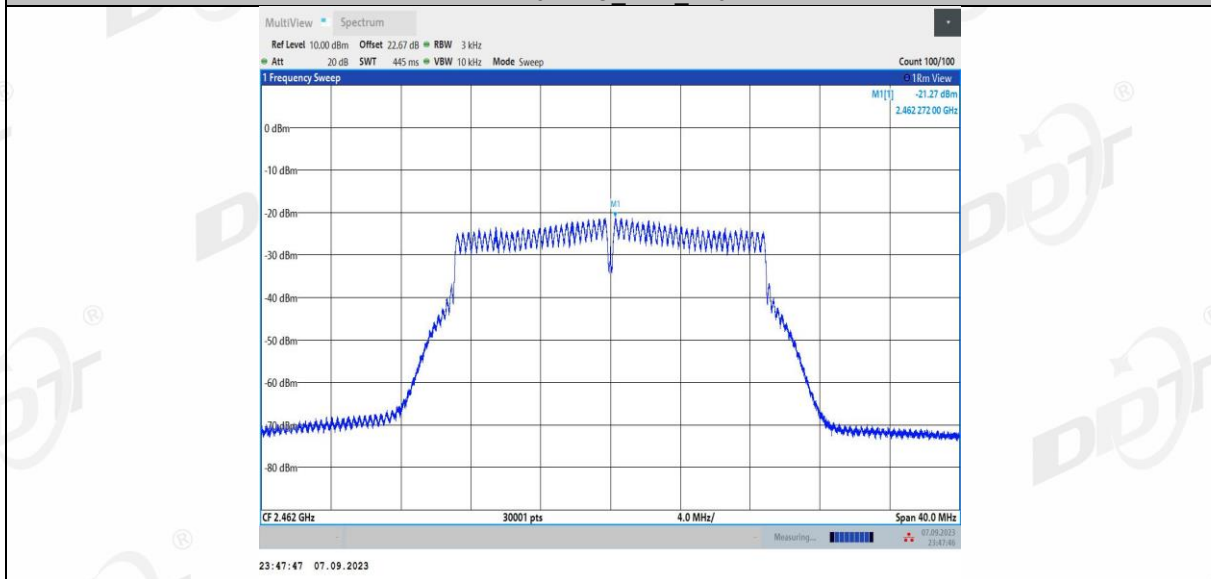 MultiView Spectrum
Ref Level 10.00 dBm Offset 22.67 dB RBW 3 kHz
Att 20 dB SWT 445 ms VBW 10 kHz Mode Sweep Count 100/100
1 Frequency Sweep 1Rm View
M1[1] -21.27 dBm
2.462 272 00 GHz
0 dBm
-10 dBm
M1
-20 dBm
-30 dBm
-40 dBm
-50 dBm
-60 dBm
-70 dBm
-80 dBm
CF 2.462 GHz 30001 pts 4.0 MHz/ Span 40.0 MHz
Measuring... 07.09.2023
23:47:46
23:47:47 07.09.2023
DDT
DDT
DDT
DDT